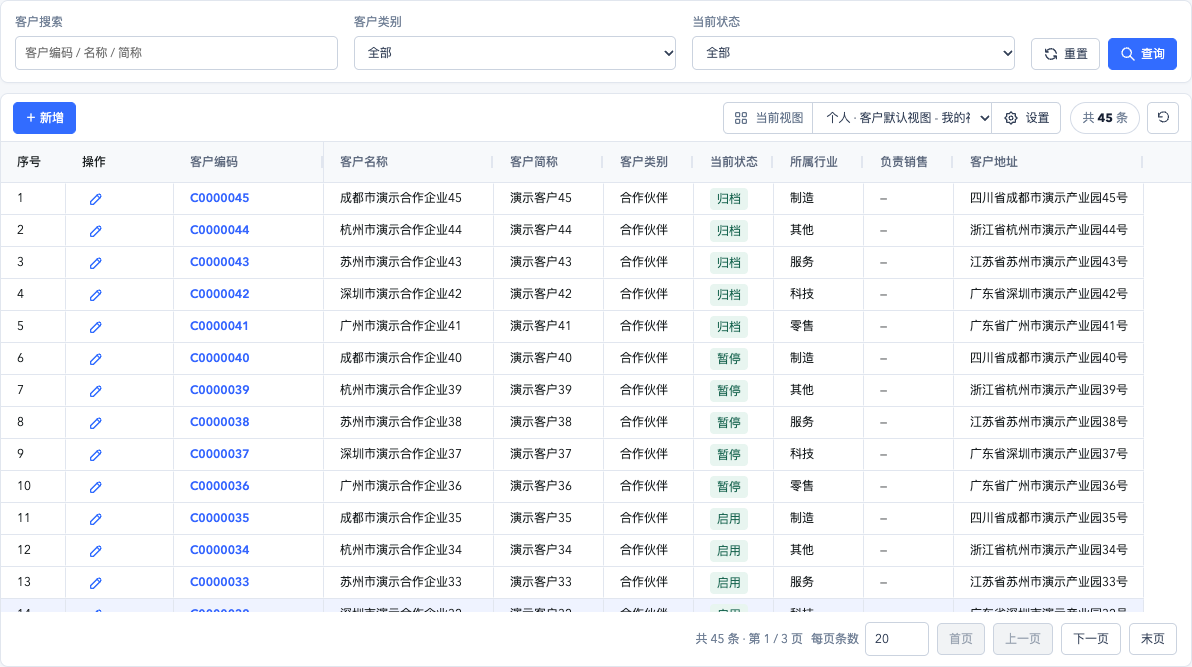 客户搜索 客户类别 当前状态
客户编码 / 名称 / 简称 全部 全部 重置 查询
+ 新增 当前视图 个人 · 客户默认视图 - 我的 设置 共 45 条
序号 操作 客户编码 客户名称 客户简称 客户类别 当前状态 所属行业 负责销售 客户地址
1 C0000045 成都市演示合作企业45 演示客户45 合作伙伴 归档 制造 – 四川省成都市演示产业园45号
2 C0000044 杭州市演示合作企业44 演示客户44 合作伙伴 归档 其他 – 浙江省杭州市演示产业园44号
3 C0000043 苏州市演示合作企业43 演示客户43 合作伙伴 归档 服务 – 江苏省苏州市演示产业园43号
4 C0000042 深圳市演示合作企业42 演示客户42 合作伙伴 归档 科技 – 广东省深圳市演示产业园42号
5 C0000041 广州市演示合作企业41 演示客户41 合作伙伴 归档 零售 – 广东省广州市演示产业园41号
6 C0000040 成都市演示合作企业40 演示客户40 合作伙伴 暂停 制造 – 四川省成都市演示产业园40号
7 C0000039 杭州市演示合作企业39 演示客户39 合作伙伴 暂停 其他 – 浙江省杭州市演示产业园39号
8 C0000038 苏州市演示合作企业38 演示客户38 合作伙伴 暂停 服务 – 江苏省苏州市演示产业园38号
9 C0000037 深圳市演示合作企业37 演示客户37 合作伙伴 暂停 科技 – 广东省深圳市演示产业园37号
10 C0000036 广州市演示合作企业36 演示客户36 合作伙伴 暂停 零售 – 广东省广州市演示产业园36号
11 C0000035 成都市演示合作企业35 演示客户35 合作伙伴 启用 制造 – 四川省成都市演示产业园35号
12 C0000034 杭州市演示合作企业34 演示客户34 合作伙伴 启用 其他 – 浙江省杭州市演示产业园34号
13 C0000033 苏州市演示合作企业33 演示客户33 合作伙伴 启用 服务 – 江苏省苏州市演示产业园33号
共 45 条 · 第 1 / 3 页 每页条数 20 首页 上一页 下一页 末页